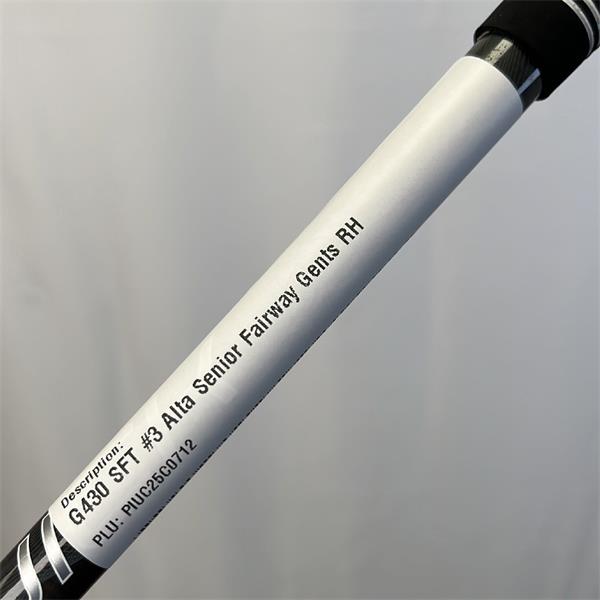 Description:
G430 SFT #3 Alta Senior Fairway Gents RH
PLU: PIUC25C0712